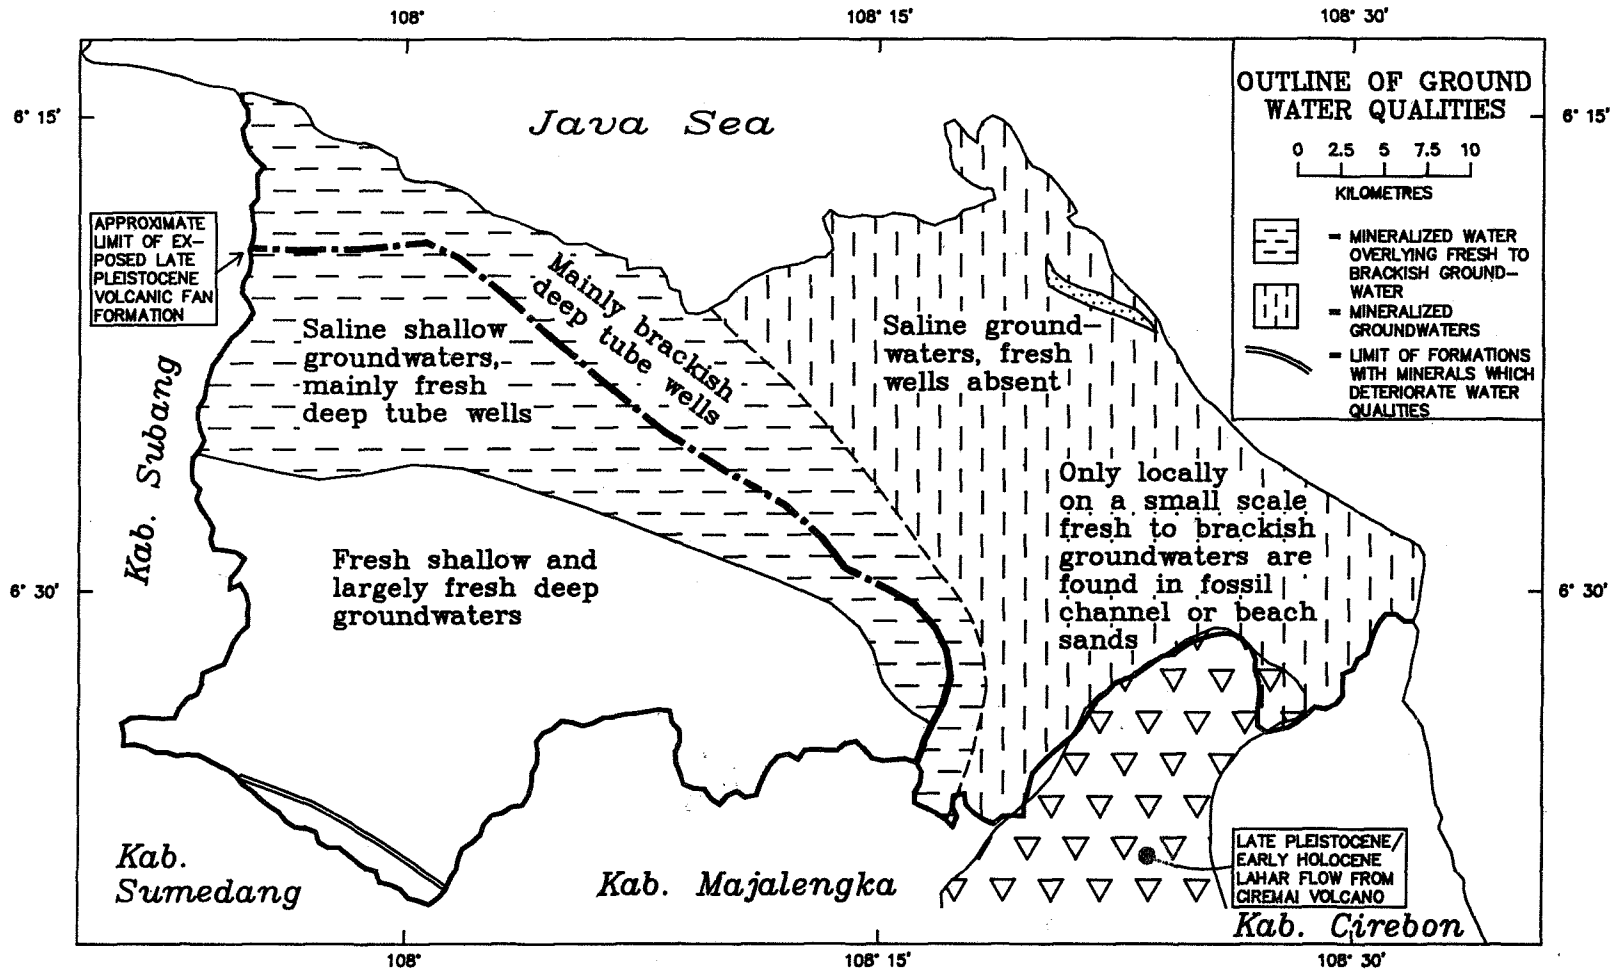 108°
108° 15'
108° 30'
6° 15'
6° 15'
Java Sea
OUTLINE OF GROUND
WATER QUALITIES
0 2.5 5 7.5 10
KILOMETRES
= MINERALIZED WATER
OVERLYING FRESH TO
BRACKISH GROUND-
WATER
= MINERALIZED
GROUNDWATERS
= LIMIT OF FORMATIONS
WITH MINERALS WHICH
DETERIORATE WATER
QUALITIES
APPROXIMATE
LIMIT OF EX-
POSED LATE
PLEISTOCENE
VOLCANIC FAN
FORMATION
Mainly brackish
deep tube wells
Saline shallow
groundwaters,
mainly fresh
deep tube wells
Saline ground-
waters, fresh
wells absent
Kab. Subang
Only locally
on a small scale
fresh to brackish
groundwaters are
found in fossil
channel or beach
sands
Fresh shallow and
largely fresh deep
groundwaters
6° 30'
6° 30'
Kab.
Sumedang
Kab. Majalengka
LATE PLEISTOCENE/
EARLY HOLOCENE
LAHAR FLOW FROM
CIREMAI VOLCANO
Kab. Cirebon
108°
108° 15'
108° 30'